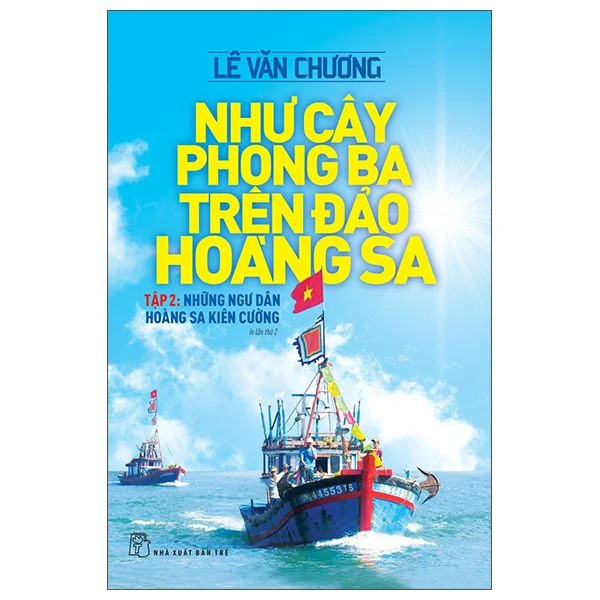 LÊ VĂN CHƯƠNG
NHƯ CÂY
PHONG BA
TRÊN ĐẢO
HOÀNG SA
TẬP 2: NHỮNG NGƯ DÂN
HOÀNG SA KIÊN CƯỜNG
In lần thứ 2
44553TS
NHÀ XUẤT BẢN TRẺ